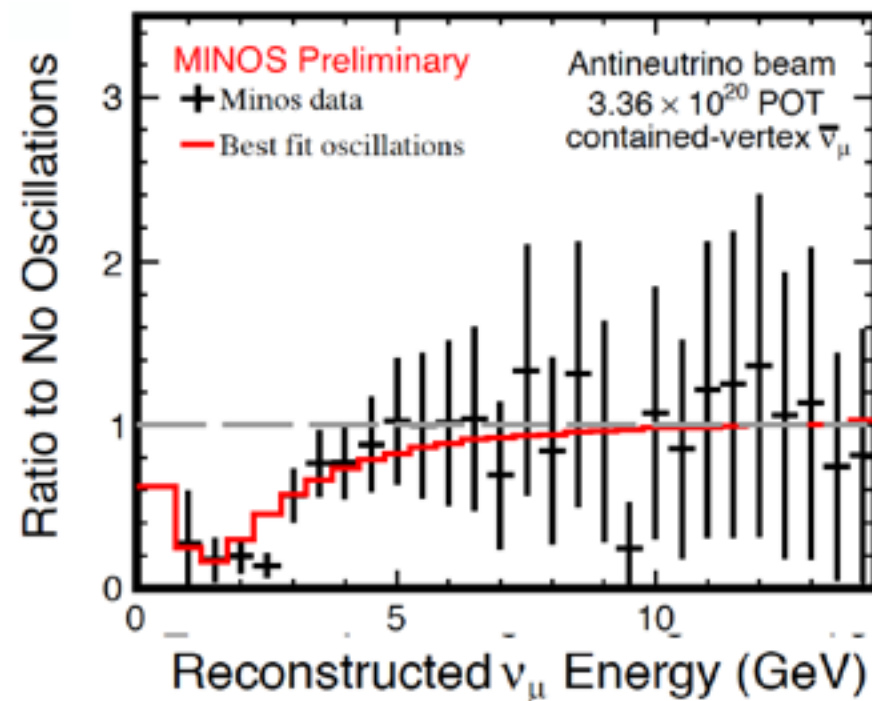 Ratio to No Oscillations
MINOS Preliminary
Minos data
Best fit oscillations
Antineutrino beam
3.36 × 10²⁰ POT
contained-vertex ν̅μ
3
2
1
0
0 5 10
Reconstructed νμ Energy (GeV)